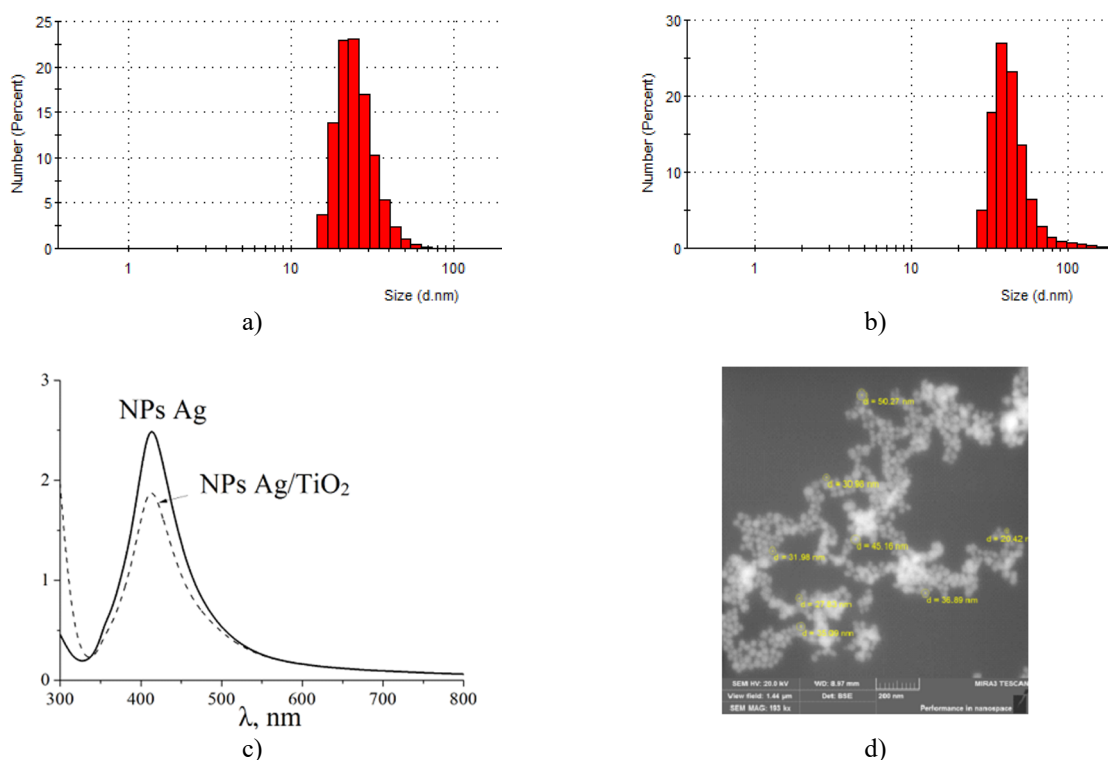 25
20
15
10
5
0
Number (Percent)
1
10
100
Size (d.nm)
a)
30
20
10
0
Number (Percent)
1
10
100
Size (d.nm)
b)
3
2
1
0
NPs Ag
NPs Ag/TiO₂
300
400
500
600
700
800
λ, nm
c)
d = 50.27 nm
d = 30.96 nm
d = 45.16 nm
d = 31.98 nm
d = 36.89 nm
SEM HV: 20.0 kV
WD: 8.57 mm
MIRA3 TESCAN
View field: 1.44 µm
Det: BSE
200 nm
SEM MAG: 193 kx
Performance in nanospace
d)